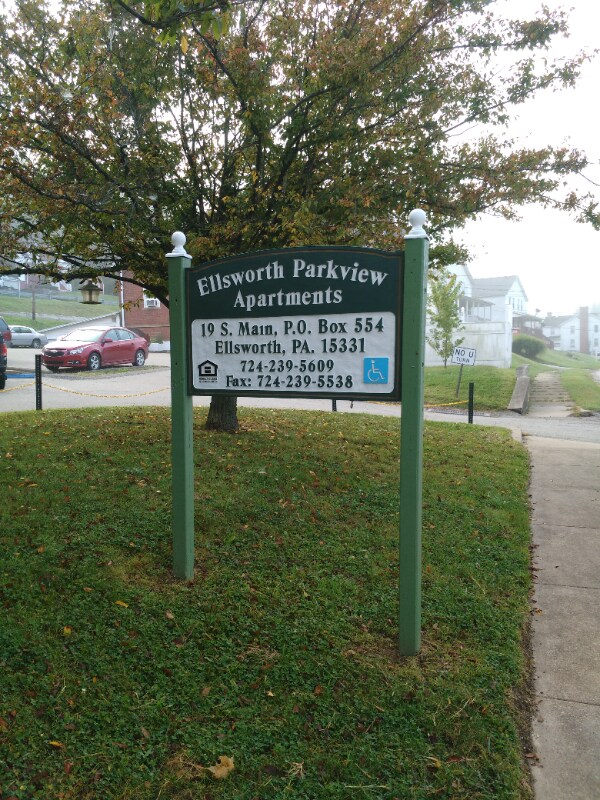 Ellsworth Parkview
Apartments
19 S. Main, P.O. Box 554
Ellsworth, PA. 15331
724-239-5609
Fax: 724-239-5538
NO U
TURN